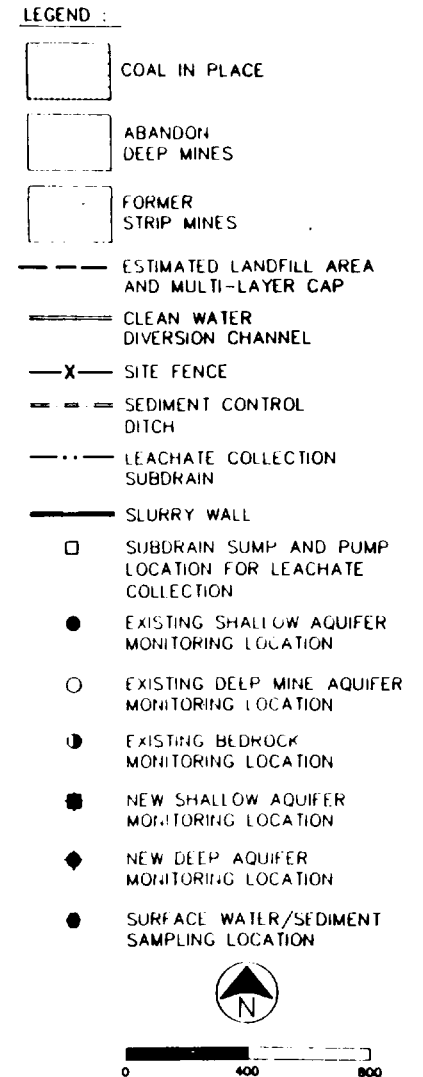 LEGEND :
COAL IN PLACE
ABANDON
DEEP MINES
FORMER
STRIP MINES
ESTIMATED LANDFILL AREA
AND MULTI-LAYER CAP
CLEAN WATER
DIVERSION CHANNEL
X SITE FENCE
SEDIMENT CONTROL
DITCH
LEACHATE COLLECTION
SUBDRAIN
SLURRY WALL
SUBDRAIN SUMP AND PUMP
LOCATION FOR LEACHATE
COLLECTION
EXISTING SHALLOW AQUIFER
MONITORING LOCATION
EXISTING DEEP MINE AQUIFER
MONITORING LOCATION
EXISTING BEDROCK
MONITORING LOCATION
NEW SHALLOW AQUIFER
MONITORING LOCATION
NEW DEEP AQUIFER
MONITORING LOCATION
SURFACE WATER/SEDIMENT
SAMPLING LOCATION
N
0 400 800